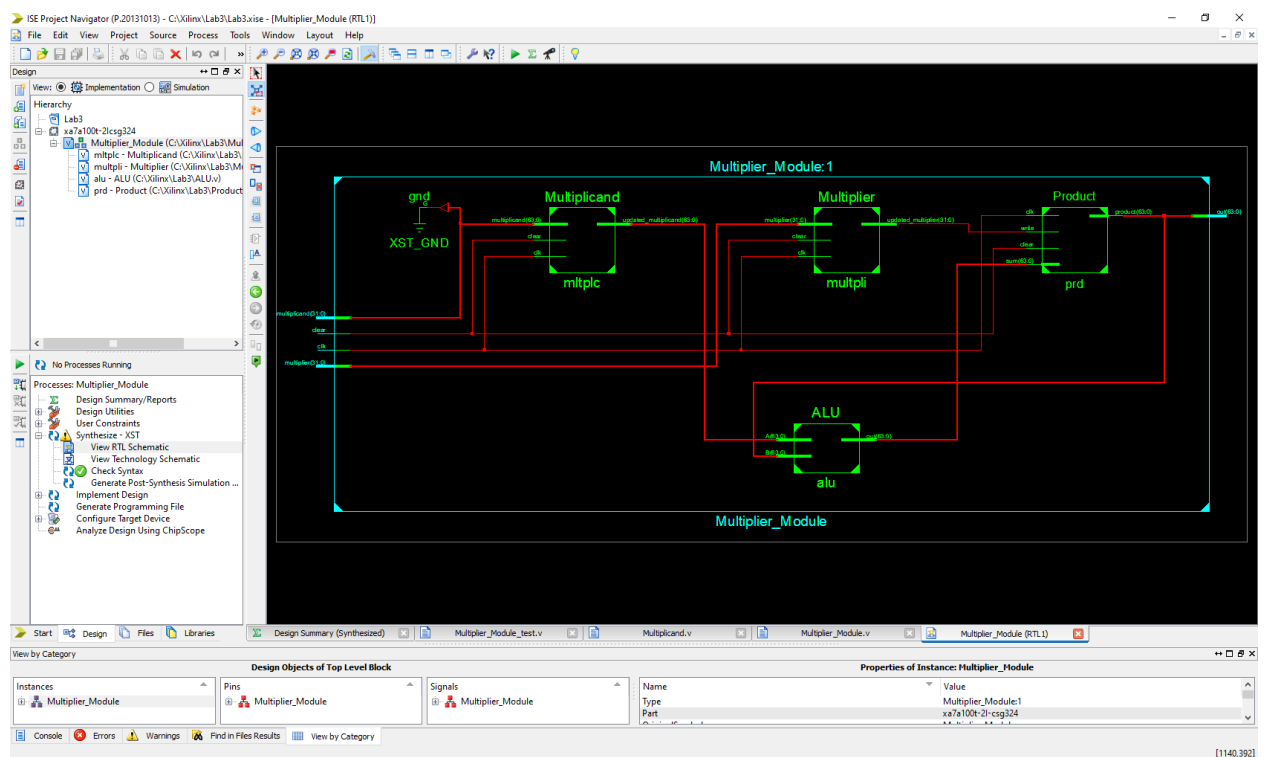 ISE Project Navigator (P.20131013) - C:\Xilinx\Lab3\Lab3.xise - [Multiplier_Module (RTL1)]
File Edit View Project Source Process Tools Window Layout Help
Design
View: Implementation Simulation
Hierarchy
Lab3
xa7a100t-2Icsg324
Multiplier_Module (C:\Xilinx\Lab3\Mul
mltplc - Multiplicand (C:\Xilinx\Lab3\
multpli - Multiplier (C:\Xilinx\Lab3\M
alu - ALU (C:\Xilinx\Lab3\ALU.v)
prd - Product (C:\Xilinx\Lab3\Product
No Processes Running
Processes: Multiplier_Module
Design Summary/Reports
Design Utilities
User Constraints
Synthesize - XST
View RTL Schematic
View Technology Schematic
Check Syntax
Generate Post-Synthesis Simulation ...
Implement Design
Generate Programming File
Configure Target Device
Analyze Design Using ChipScope
Start Design Files Libraries
Multiplier_Module:1
gnd Multiplicand Multiplier Product
XST_GND
multiplicand(63:0) updated_multiplicand(63:0)
clear
clk
mltplc
multiplier(31:0) updated_multiplier(31:0)
clear
clk
multpli
clk product(63:0) out(63:0)
write
clear
sum(63:0)
prd
multiplicand(31:0)
clear
clk
multiplier(31:0)
ALU
A(63:0) out(63:0)
B(63:0)
alu
Multiplier_Module
Design Summary (Synthesized) Multiplier_Module_test.v Multiplicand.v Multiplier_Module.v Multiplier_Module (RTL1)
View by Category
Design Objects of Top Level Block Properties of Instance: Multiplier_Module
Instances Pins Signals Name Value
Multiplier_Module Multiplier_Module Multiplier_Module Type Multiplier_Module:1
Part xa7a100t-2I-csg324
Console Errors Warnings Find in Files Results View by Category
[1140,392]